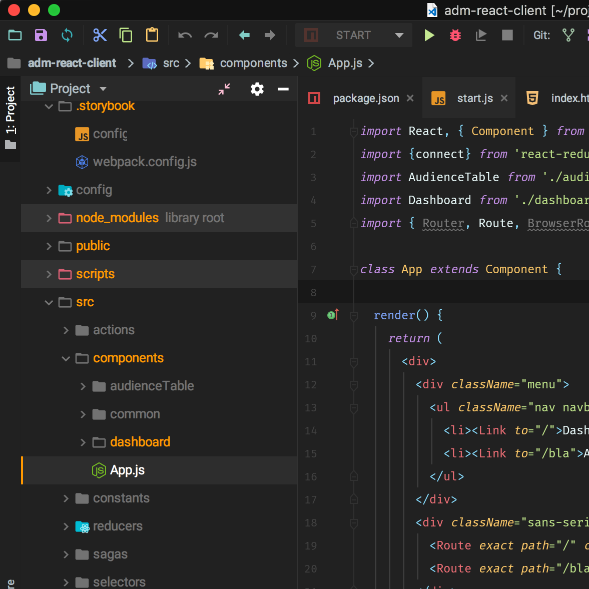 adm-react-client [~/proj
START
Git:
adm-react-client > src > components > App.js >
1: Project
Project
package.json
start.js
index.ht
.storybook
config
webpack.config.js
config
node_modules library root
public
scripts
src
actions
components
audienceTable
common
dashboard
App.js
constants
reducers
sagas
selectors
1 import React, { Component } from
2 import {connect} from 'react-redu
3 import AudienceTable from './audi
4 import Dashboard from './dashboar
5 import { Router, Route, BrowserRo
6
7 class App extends Component {
8
9 render() {
10 return (
11 <div>
12 <div className="menu">
13 <ul className="nav navb
14 <li><Link to="/">Dash
15 <li><Link to="/bla">A
16 </ul>
17 </div>
18 <div className="sans-seri
19 <Route exact path="/" c
20 <Route exact path="/bla